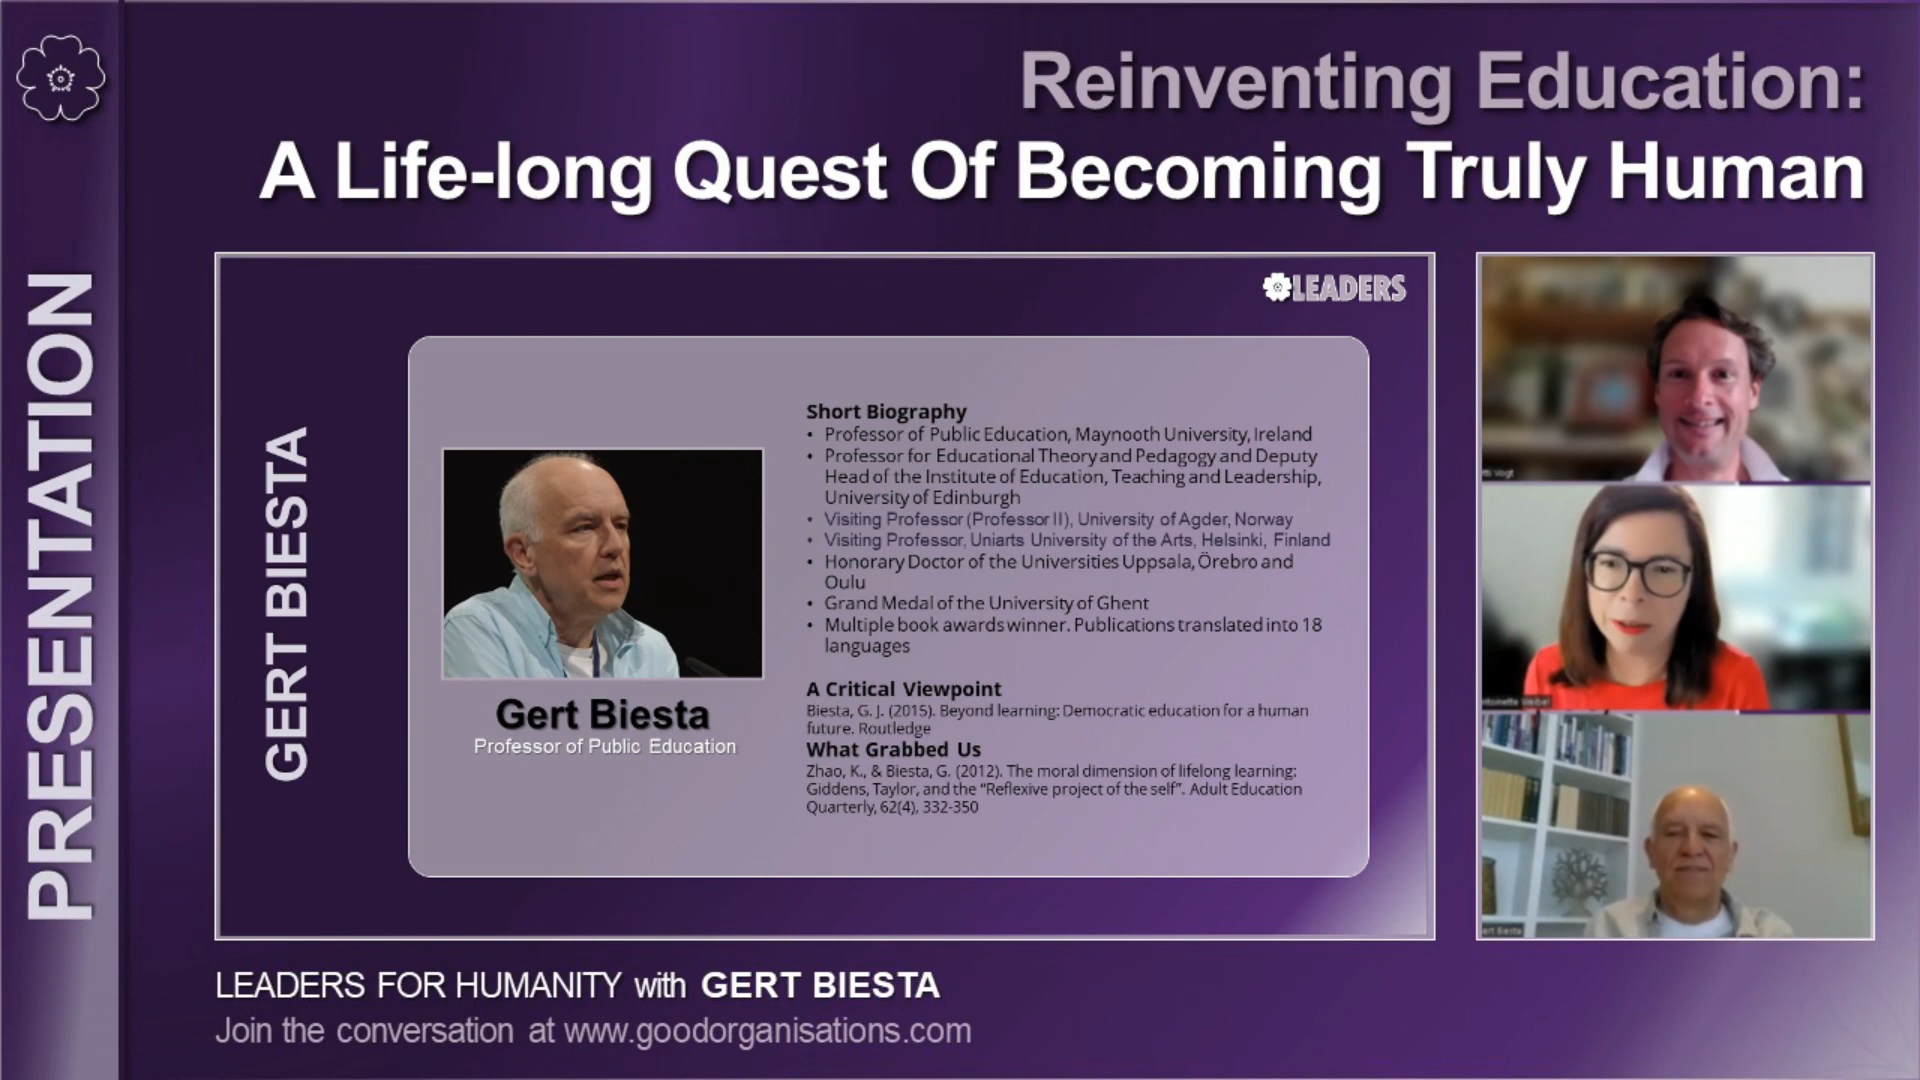 Reinventing Education:
A Life-long Quest Of Becoming Truly Human
PRESENTATION
GERT BIESTA
LEADERS
Gert Biesta
Professor of Public Education
Short Biography
• Professor of Public Education, Maynooth University, Ireland
• Professor for Educational Theory and Pedagogy and Deputy
Head of the Institute of Education, Teaching and Leadership,
University of Edinburgh
• Visiting Professor (Professor II), University of Agder, Norway
• Visiting Professor, Uniarts University of the Arts, Helsinki, Finland
• Honorary Doctor of the Universities Uppsala, Örebro and
Oulu
• Grand Medal of the University of Ghent
• Multiple book awards winner. Publications translated into 18
languages
A Critical Viewpoint
Biesta, G. J. (2015). Beyond learning: Democratic education for a human
future. Routledge
What Grabbed Us
Zhao, K., & Biesta, G. (2012). The moral dimension of lifelong learning:
Giddens, Taylor, and the “Reflexive project of the self”. Adult Education
Quarterly, 62(4), 332-350
Vogt
Weibel
Biesta
LEADERS FOR HUMANITY with GERT BIESTA
Join the conversation at www.goodorganisations.com